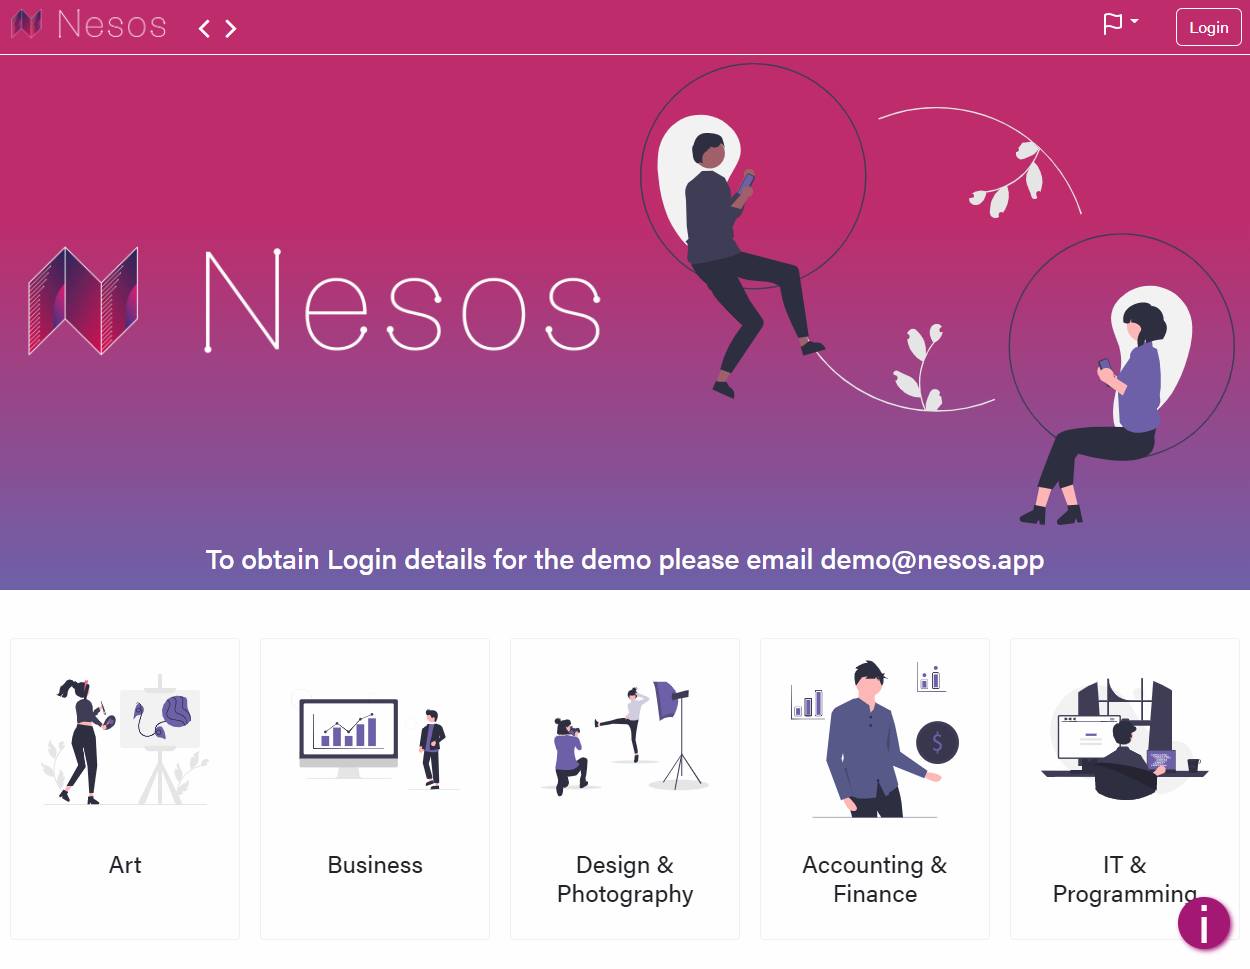 Nesos
Login
Nesos
To obtain Login details for the demo please email demo@nesos.app
$
Art
Business
Design &
Photography
Accounting &
Finance
IT &
Programming
i